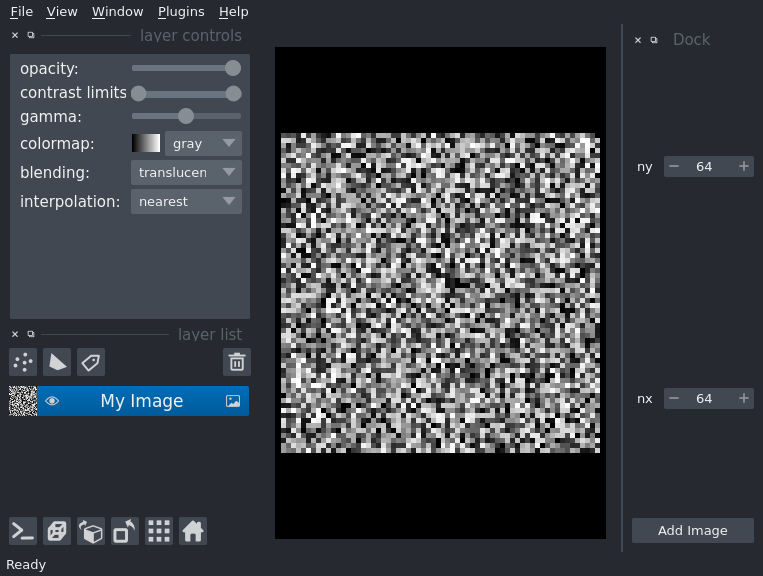 File View Window Plugins Help
layer controls
opacity:
contrast limits
gamma:
colormap: gray
blending: translucen
interpolation: nearest
layer list
My Image
Ready
Dock
ny 64
nx 64
Add Image